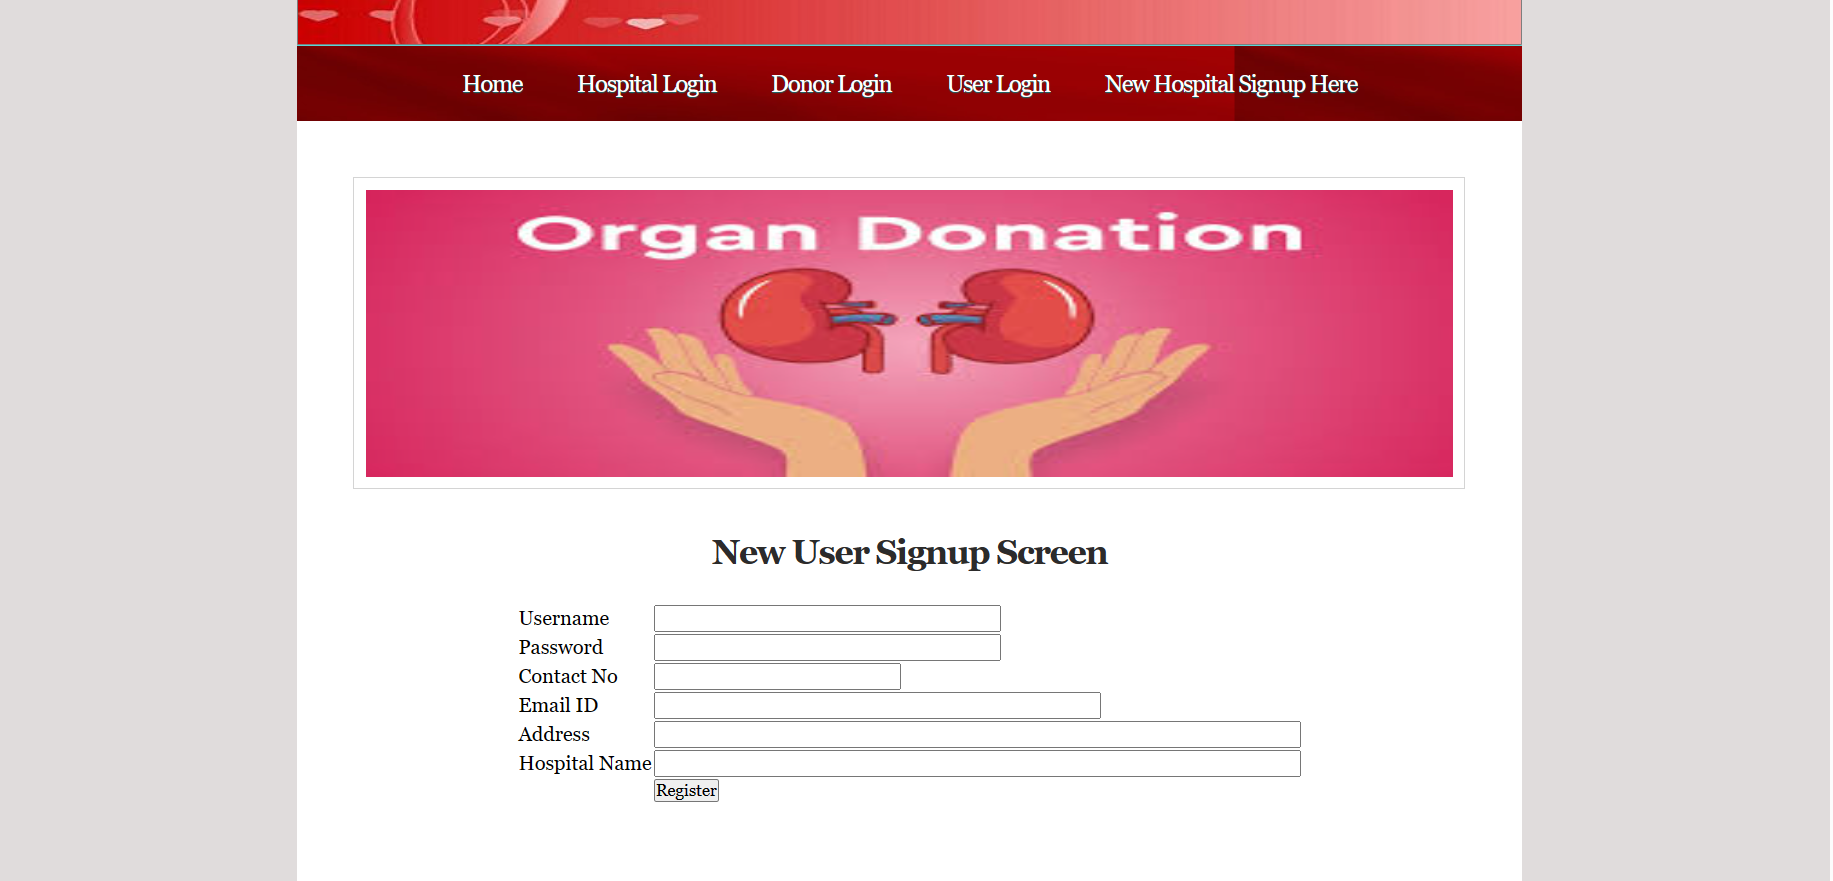 Home Hospital Login Donor Login User Login New Hospital Signup Here
Organ Donation
New User Signup Screen
Username
Password
Contact No
Email ID
Address
Hospital Name
Register